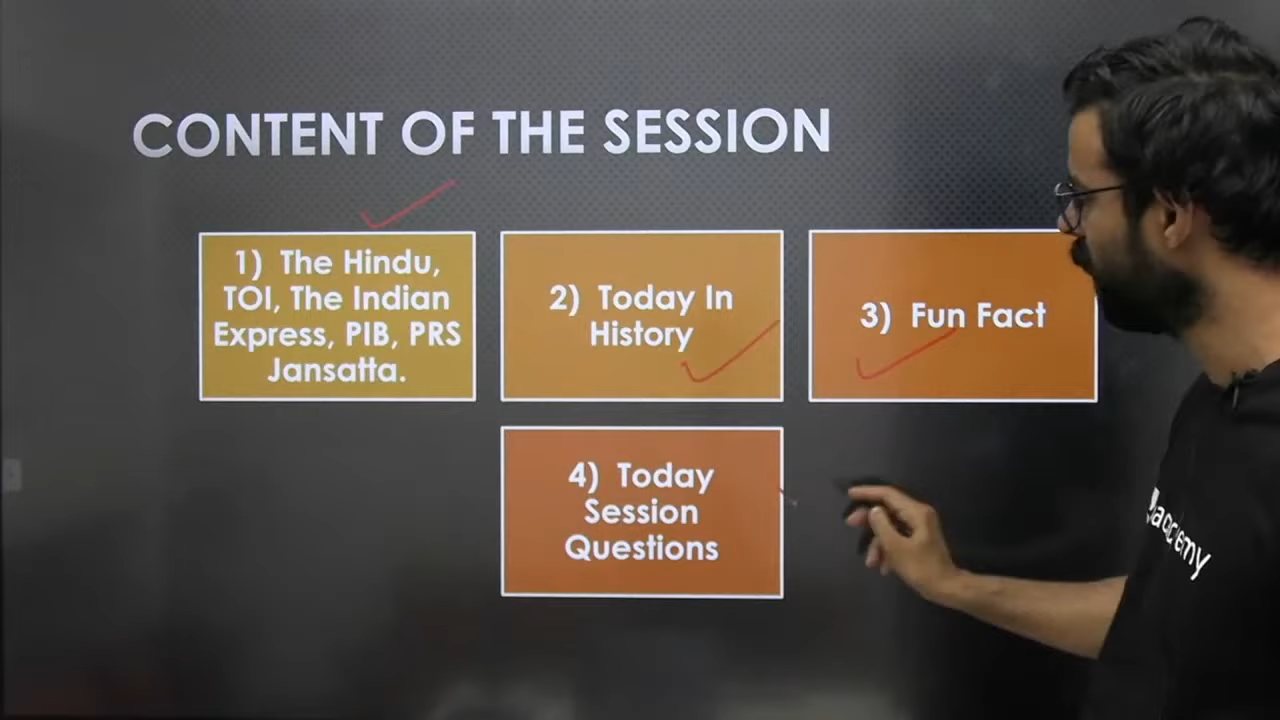 CONTENT OF THE SESSION
1) The Hindu,
TOI, The Indian
Express, PIB, PRS
Jansatta.
2) Today In
History
3) Fun Fact
4) Today
Session
Questions